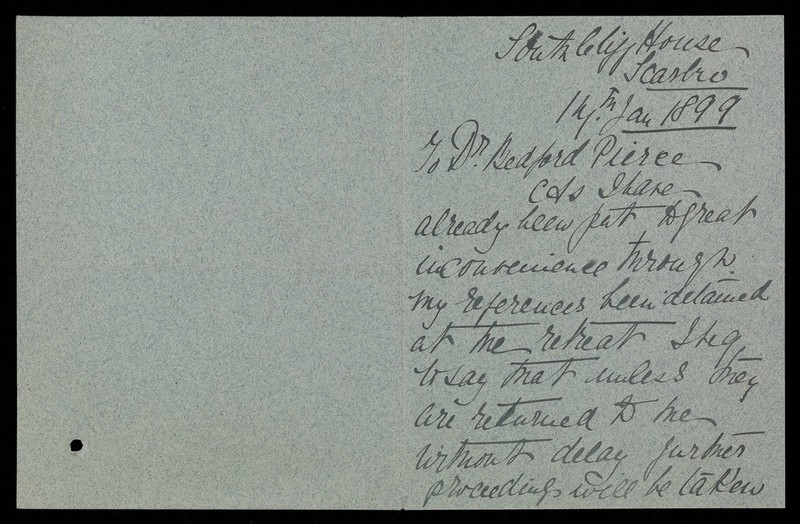 South Cliff House
Scarbro
14th Jan 1899
To Dr. Bedford Pierce
As I have
already been put to great
inconvenience through
my references been detained
at the retreat I beg
to say that unless they
are returned to me
without delay further
proceedings will be taken